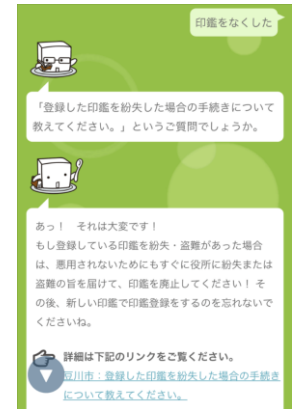 印鑑をなくした
「登録した印鑑を紛失した場合の手続きについて
教えてください。」というご質問でしょうか。
あっ!　それは大変です!
もし登録している印鑑を紛失・盗難があった場合
は、悪用されないためにもすぐに役所に紛失または
盗難の旨を届けて、印鑑を廃止してください! そ
の後、新しい印鑑で印鑑登録をするのを忘れないで
くださいね。
詳細は下記のリンクをご覧ください。
豆川市：登録した印鑑を紛失した場合の手続き
について教えてください。